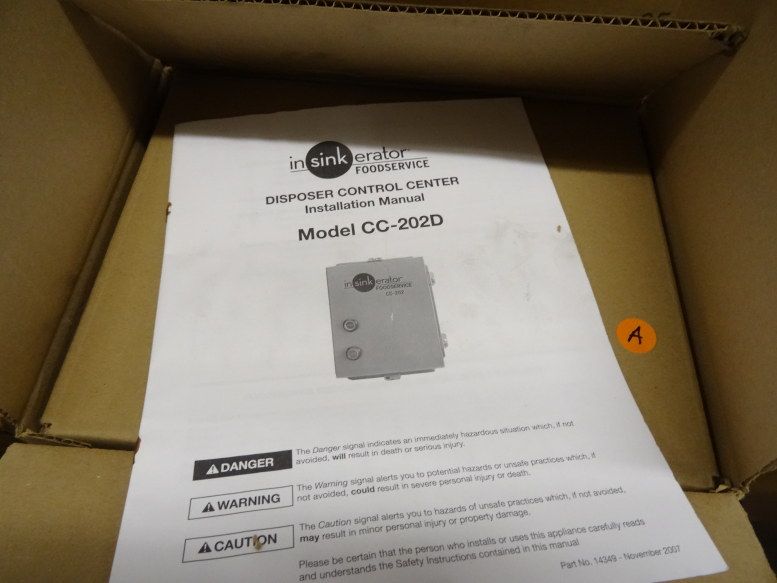 insinkerator
FOODSERVICE
DISPOSER CONTROL CENTER
Installation Manual
Model CC-202D
insinkerator
FOODSERVICE
CC-202
A
DANGER
The Danger signal indicates an immediately hazardous situation which, if not
avoided, will result in death or serious injury.
WARNING
The Warning signal alerts you to potential hazards or unsafe practices which, if
not avoided, could result in severe personal injury or death.
CAUTION
The Caution signal alerts you to hazards of unsafe practices which, if not avoided,
may result in minor personal injury or property damage.
Please be certain that the person who installs or uses this appliance carefully reads
and understands the Safety Instructions contained in this manual
Part No. 14349 - November 2007